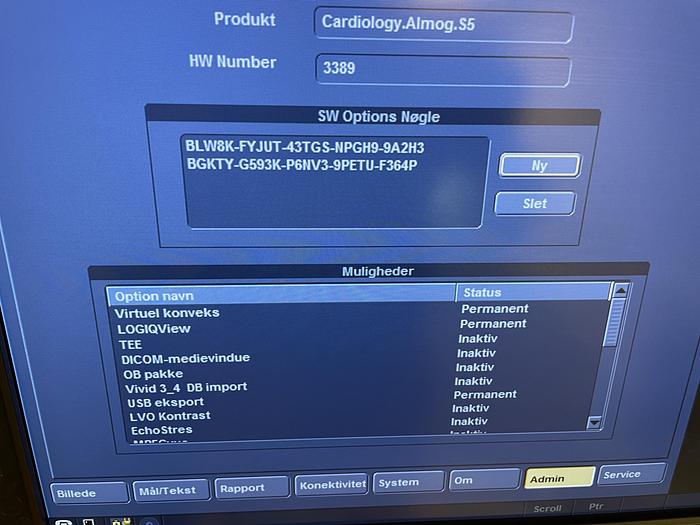 Produkt Cardiology.Almog.S5
HW Number 3389
SW Options Nøgle
BLW8K-FYJUT-43TGS-NPGH9-9A2H3
BGKTY-G593K-P6NV3-9PETU-F364P
Ny
Slet
Muligheder
Option navn Status
Virtuel konveks Permanent
LOGIQView Permanent
TEE Inaktiv
DICOM-medievindue Inaktiv
OB pakke Inaktiv
Vivid 3_4 DB import Inaktiv
USB eksport Permanent
LVO Kontrast Inaktiv
EchoStres Inaktiv
Billede Mål/Tekst Rapport Konektivitet System Om Admin Service
Scroll Ptr